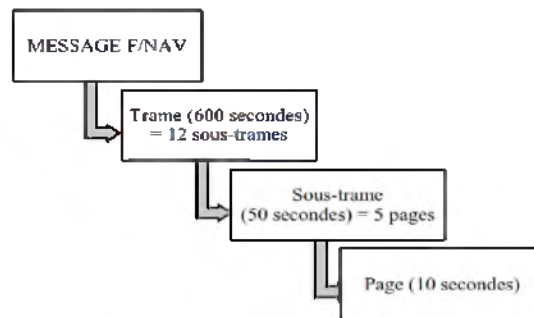 MESSAGE F/NAV
Trame (600 secondes)
= 12 sous-trames
Sous-trame
(50 secondes) = 5 pages
Page (10 secondes)